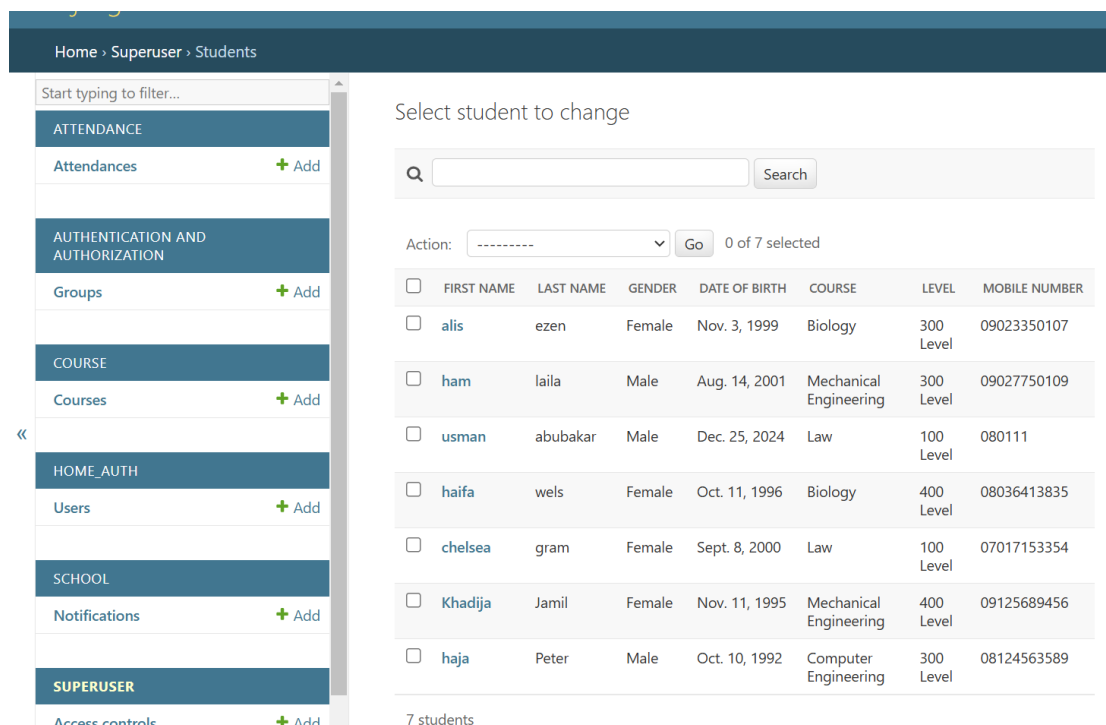 Home › Superuser › Students
Start typing to filter...
ATTENDANCE
Attendances + Add
AUTHENTICATION AND
AUTHORIZATION
Groups + Add
COURSE
Courses + Add
HOME_AUTH
Users + Add
SCHOOL
Notifications + Add
SUPERUSER
Access controls + Add
«
Select student to change
Search
Action: --------- Go 0 of 7 selected
FIRST NAME LAST NAME GENDER DATE OF BIRTH COURSE LEVEL MOBILE NUMBER
alis ezen Female Nov. 3, 1999 Biology 300 09023350107
Level
ham laila Male Aug. 14, 2001 Mechanical 300 09027750109
Engineering Level
usman abubakar Male Dec. 25, 2024 Law 100 080111
Level
haifa wels Female Oct. 11, 1996 Biology 400 08036413835
Level
chelsea gram Female Sept. 8, 2000 Law 100 07017153354
Level
Khadija Jamil Female Nov. 11, 1995 Mechanical 400 09125689456
Engineering Level
haja Peter Male Oct. 10, 1992 Computer 300 08124563589
Engineering Level
7 students